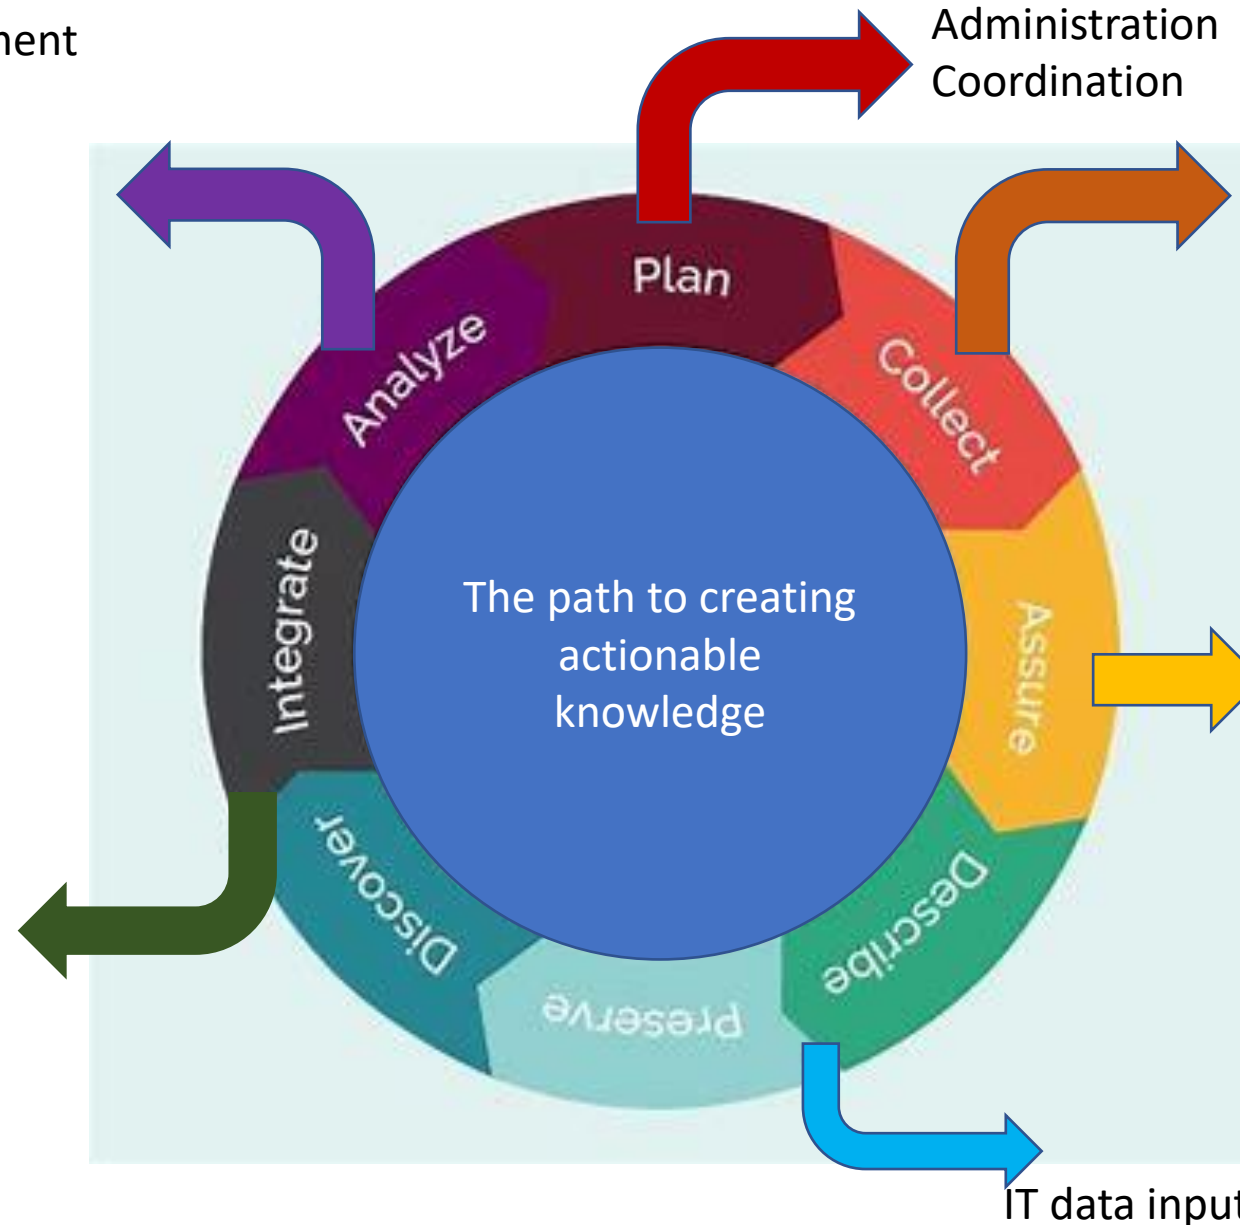 nent
Administration
Coordination
Plan
Analyze
Collect
Integrate
The path to creating
actionable
knowledge
Assure
Discover
Describe
Preserve
IT data input